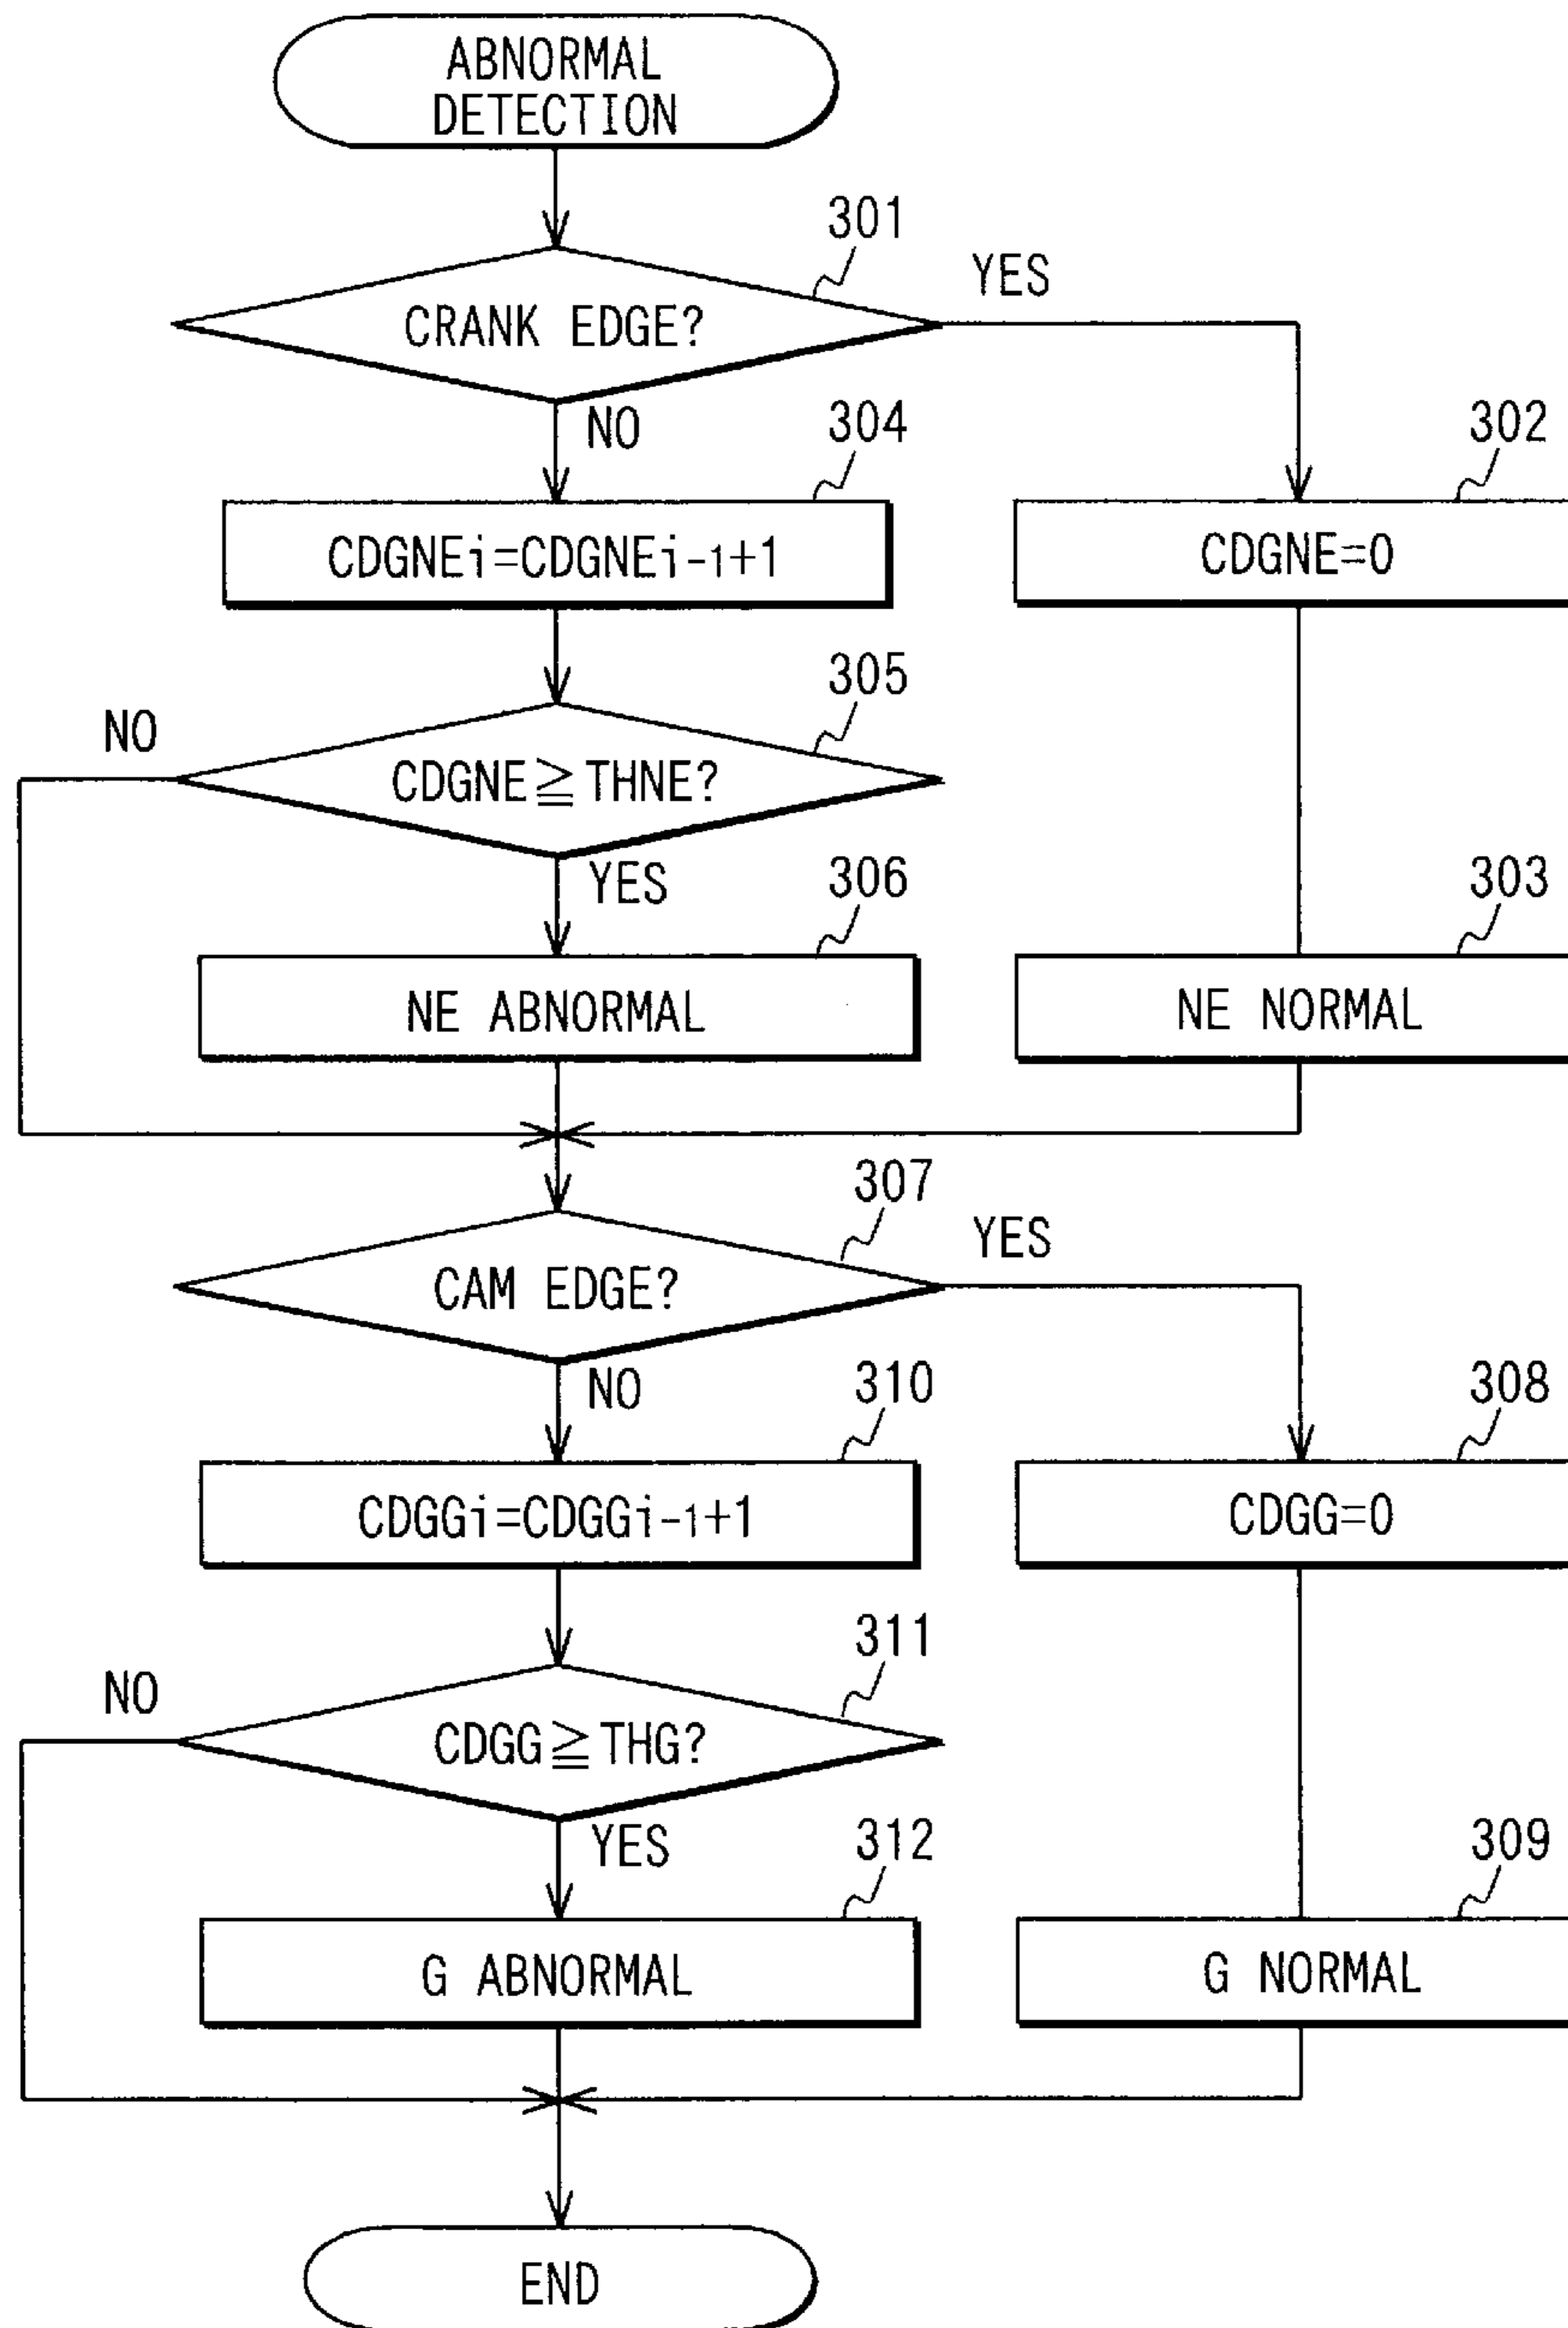 ABNORMAL
DETECTION
301
CRANK EDGE?
YES
NO
304
302
CDGNEi=CDGNEi-1+1
CDGNE=0
305
NO
CDGNE≧THNE?
YES
306
303
NE ABNORMAL
NE NORMAL
307
CAM EDGE?
YES
NO
310
308
CDGGi=CDGGi-1+1
CDGG=0
311
NO
CDGG≧THG?
YES
312
309
G ABNORMAL
G NORMAL
END